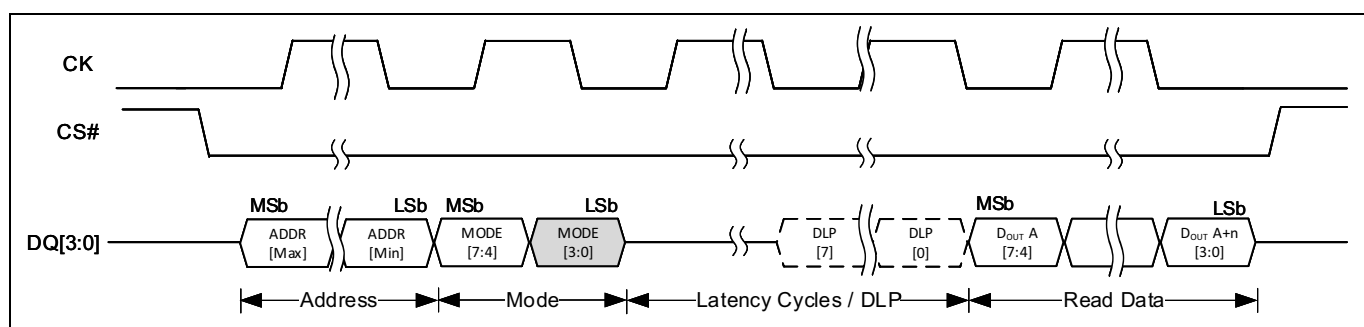 CK
CS#
MSb LSb MSb LSb MSb LSb
DQ[3:0] ADDR [Max] ADDR [Min] MODE [7:4] MODE [3:0] DLP [7] DLP [0] DOUT A [7:4] DOUT A+n [3:0]
Address Mode Latency Cycles / DLP Read Data